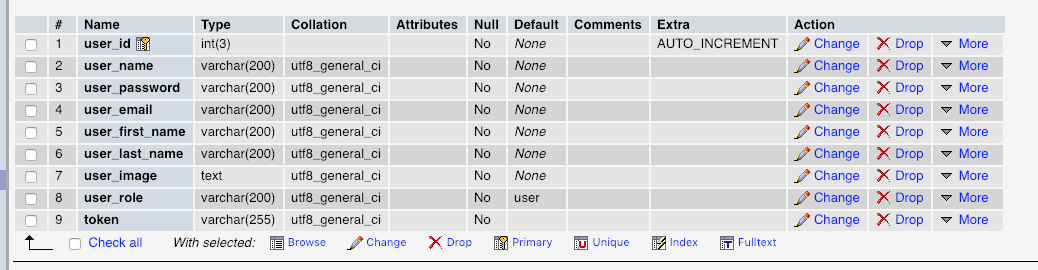 # Name Type Collation Attributes Null Default Comments Extra Action
1 user_id int(3) No None AUTO_INCREMENT Change Drop More
2 user_name varchar(200) utf8_general_ci No None Change Drop More
3 user_password varchar(200) utf8_general_ci No None Change Drop More
4 user_email varchar(200) utf8_general_ci No None Change Drop More
5 user_first_name varchar(200) utf8_general_ci No None Change Drop More
6 user_last_name varchar(200) utf8_general_ci No None Change Drop More
7 user_image text utf8_general_ci No None Change Drop More
8 user_role varchar(200) utf8_general_ci No user Change Drop More
9 token varchar(255) utf8_general_ci No Change Drop More
Check all With selected: Browse Change Drop Primary Unique Index Fulltext